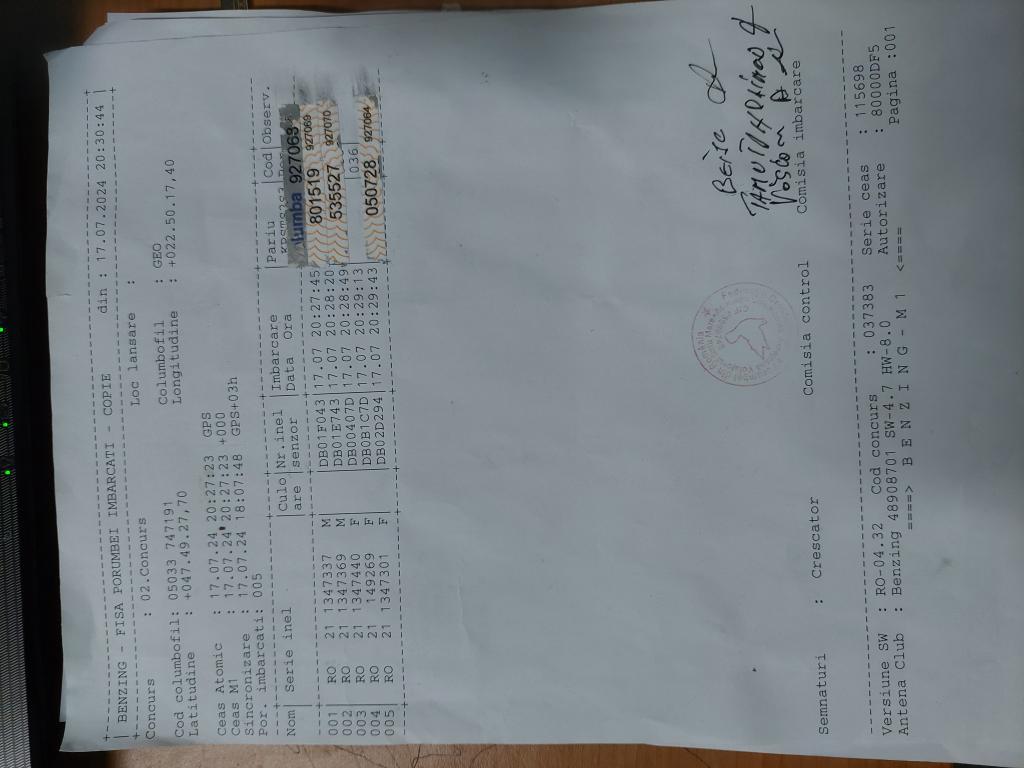 BENZING - FISA PORUMBEI IMBARCATI - COPIE din : 17.07.2024 20:30:44
Concurs : 02.Concurs Loc lansare :
Cod columbofil: 05033 747191 Columbofil : GEO
Latitudine : +047.49.27,70 Longitudine : +022.50.17,40
Ceas Atomic : 17.07.24 20:27:23 GPS
Ceas M1 : 17.07.24 20:27:23 +000
Sincronizare : 17.07.24 18:07:48 GPS+03h
Por. imbarcati: 005
Nom| Serie inel |Culo|Nr.inel |Imbarcare |Pariu |Cod|Observ.
are |senzor |Data Ora
umba 927063
001| RO 21 1347337 M | |DB01F043|17.07 20:27:45| 801519 927069
002| RO 21 1347369 M | |DB01E743|17.07 20:28:20| 535527 927070
003| RO 21 1347440 F | |DB00407D|17.07 20:28:49|
004| RO 21 149269 F | |DB0B1C7D|17.07 20:29:13| |036|
005| RO 21 1347301 F | |DB02D294|17.07 20:29:43| 050728 927064
Semnaturi : Crescator Comisia control Comisia imbarcare
Versiune SW : RO-04.32 Cod concurs : 037383 Serie ceas : 115698
Antena Club : Benzing 48908701 SW-4.7 HW-8.0 Autorizare : 80000DF5
====> B E N Z I N G - M 1 <==== Pagina :001